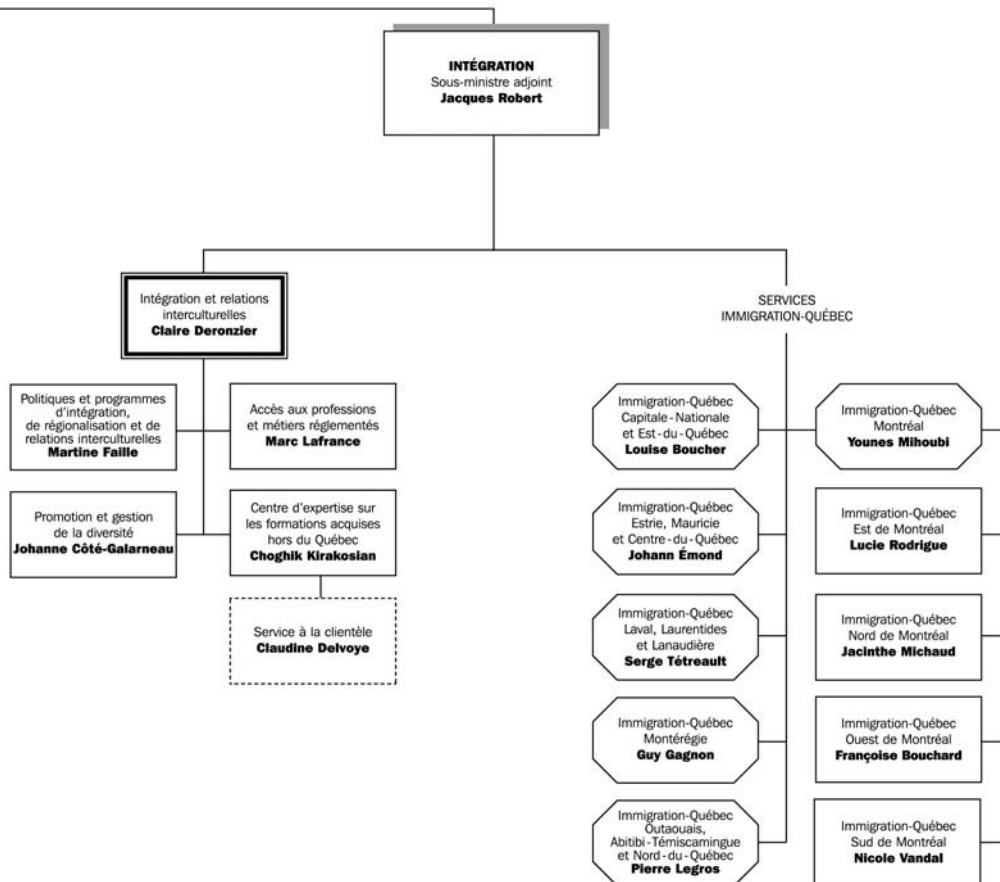 INTÉGRATION
Sous-ministre adjoint
Jacques Robert
Intégration et relations
interculturelles
Claire Deronzier
SERVICES
IMMIGRATION-QUÉBEC
Politiques et programmes
d'intégration,
de régionalisation et de
relations interculturelles
Martine Faille
Accès aux professions
et métiers réglementés
Marc Lafrance
Promotion et gestion
de la diversité
Johanne Côté-Galarneau
Centre d'expertise sur
les formations acquises
hors du Québec
Choghik Kirakosian
Service à la clientèle
Claudine Delvoye
Immigration-Québec
Capitale-Nationale
et Est-du-Québec
Louise Boucher
Immigration-Québec
Montréal
Younes Mihoubi
Immigration-Québec
Estrie, Mauricie
et Centre-du-Québec
Johann Émond
Immigration-Québec
Est de Montréal
Lucie Rodrigue
Immigration-Québec
Laval, Laurentides
et Lanaudière
Serge Tétreault
Immigration-Québec
Nord de Montréal
Jacinthe Michaud
Immigration-Québec
Montérégie
Guy Gagnon
Immigration-Québec
Ouest de Montréal
Françoise Bouchard
Immigration-Québec
Outaouais,
Abitibi-Témiscamingue
et Nord-du-Québec
Pierre Legros
Immigration-Québec
Sud de Montréal
Nicole Vandal